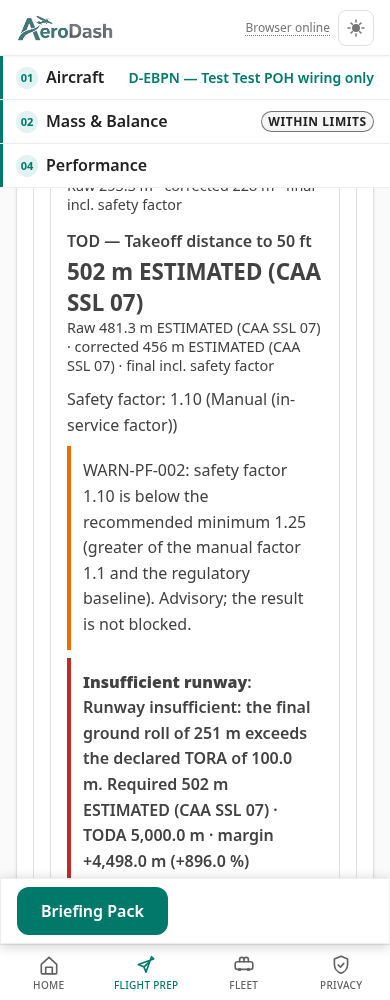 AeroDash
Browser online
01 Aircraft D-EBPN — Test Test POH wiring only
02 Mass & Balance WITHIN LIMITS
04 Performance
incl. safety factor
TOD — Takeoff distance to 50 ft
502 m ESTIMATED (CAA
SSL 07)
Raw 481.3 m ESTIMATED (CAA SSL 07)
· corrected 456 m ESTIMATED (CAA
SSL 07) · final incl. safety factor
Safety factor: 1.10 (Manual (in-
service factor))
WARN-PF-002: safety factor
1.10 is below the
recommended minimum 1.25
(greater of the manual factor
1.1 and the regulatory
baseline). Advisory; the result
is not blocked.
Insufficient runway:
Runway insufficient: the final
ground roll of 251 m exceeds
the declared TORA of 100.0
m. Required 502 m
ESTIMATED (CAA SSL 07) ·
TODA 5,000.0 m · margin
+4,498.0 m (+896.0 %)
Briefing Pack
HOME FLIGHT PREP FLEET PRIVACY